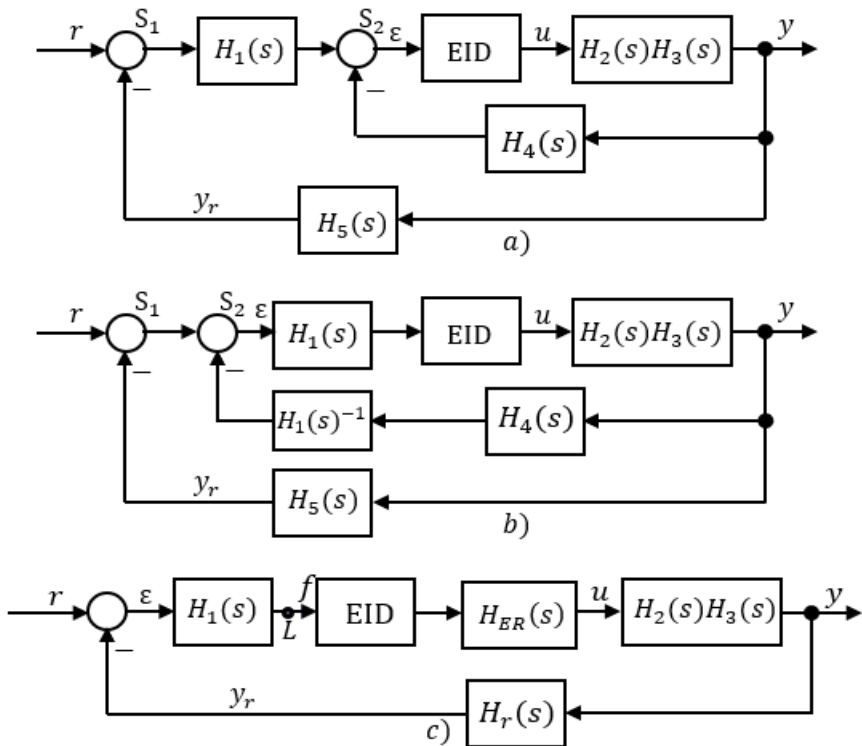 r S₁ H₁(s) S₂ ε EID u H₂(s)H₃(s) y
− −
H₄(s)
yᵣ H₅(s) a)
r S₁ S₂ ε H₁(s) EID u H₂(s)H₃(s) y
− −
H₁(s)⁻¹ H₄(s)
yᵣ H₅(s) b)
r ε H₁(s) L f EID H_ER(s) u H₂(s)H₃(s) y
−
yᵣ c) Hᵣ(s)